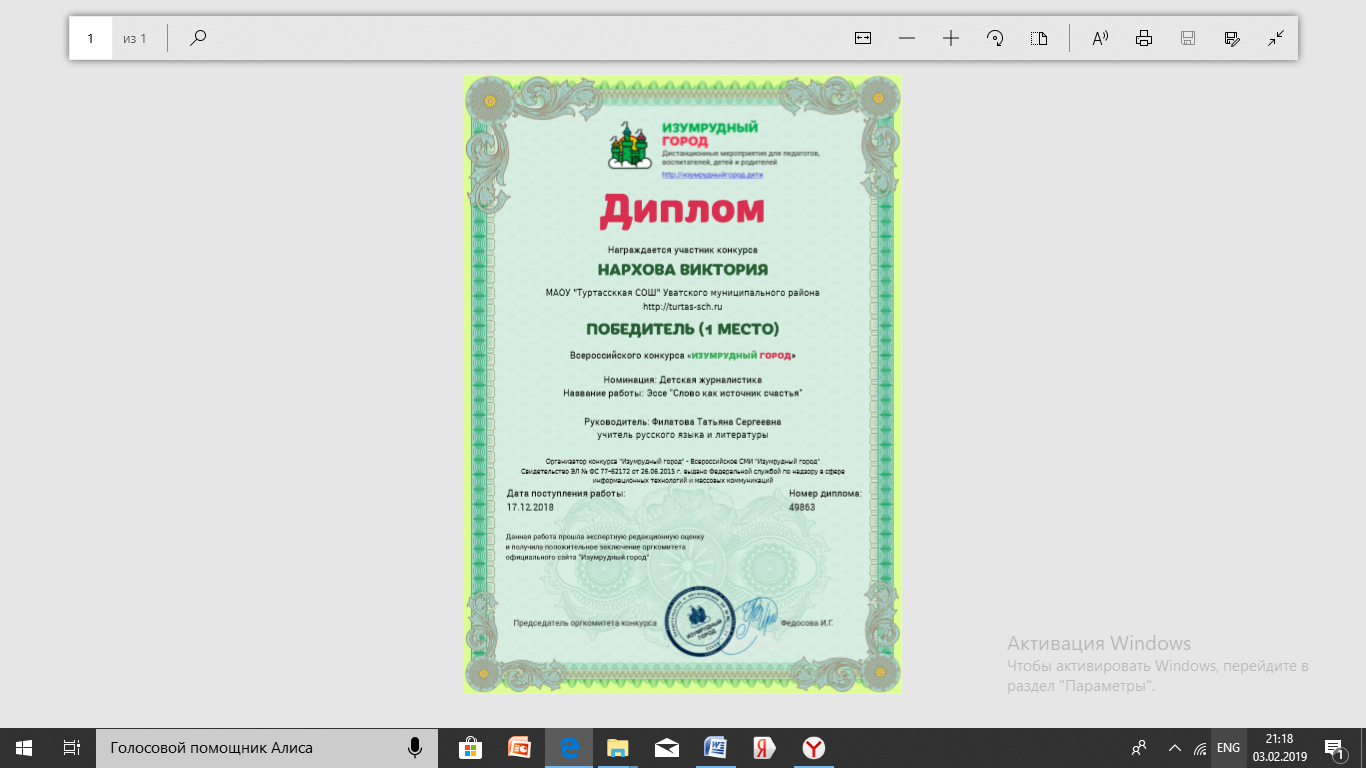 1 из 1
ИЗУМРУДНЫЙ
ГОРОД
Дистанционные мероприятия для педагогов,
воспитателей, детей и родителей
http://изумрудныйгород.дети
Диплом
Награждается участник конкурса
НАРХОВА ВИКТОРИЯ
МАОУ "Туртассккая СОШ" Уватского муниципального района
http://turtas-sch.ru
ПОБЕДИТЕЛЬ (1 МЕСТО)
Всероссийского конкурса «ИЗУМРУДНЫЙ ГОРОД»
Номинация: Детская журналистика
Название работы: Эссе "Слово как источник счастья"
Руководитель: Филатова Татьяна Сергеевна
учитель русского языка и литературы
Организатор конкурса "Изумрудный город" - Всероссийское СМИ "Изумрудный город"
Свидетельство ЭЛ № ФС 77-62172 от 26.06.2015 г. выдано Федеральной службой по надзору в сфере
информационных технологий и массовых коммуникаций
Дата поступления работы: Номер диплома:
17.12.2018 49863
Данная работа прошла экспертную редакционную оценку
и получила положительное заключение оргкомитета
официального сайта "Изумрудный город"
Председатель оргкомитета конкурса Федосова И.Г.
ИЗУМРУДНЫЙ
ГОРОД
Активация Windows
Чтобы активировать Windows, перейдите в
раздел "Параметры".
Голосовой помощник Алиса
ENG
21:18
03.02.2019
1